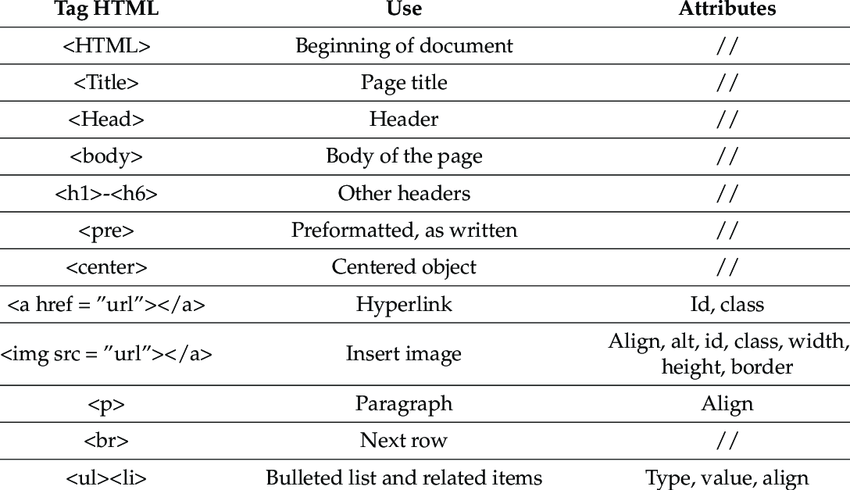 Tag HTML Use Attributes
<HTML> Beginning of document //
<Title> Page title //
<Head> Header //
<body> Body of the page //
<h1>-<h6> Other headers //
<pre> Preformatted, as written //
<center> Centered object //
<a href = ”url”></a> Hyperlink Id, class
<img src = ”url”></a> Insert image Align, alt, id, class, width,
height, border
<p> Paragraph Align
<br> Next row //
<ul><li> Bulleted list and related items Type, value, align